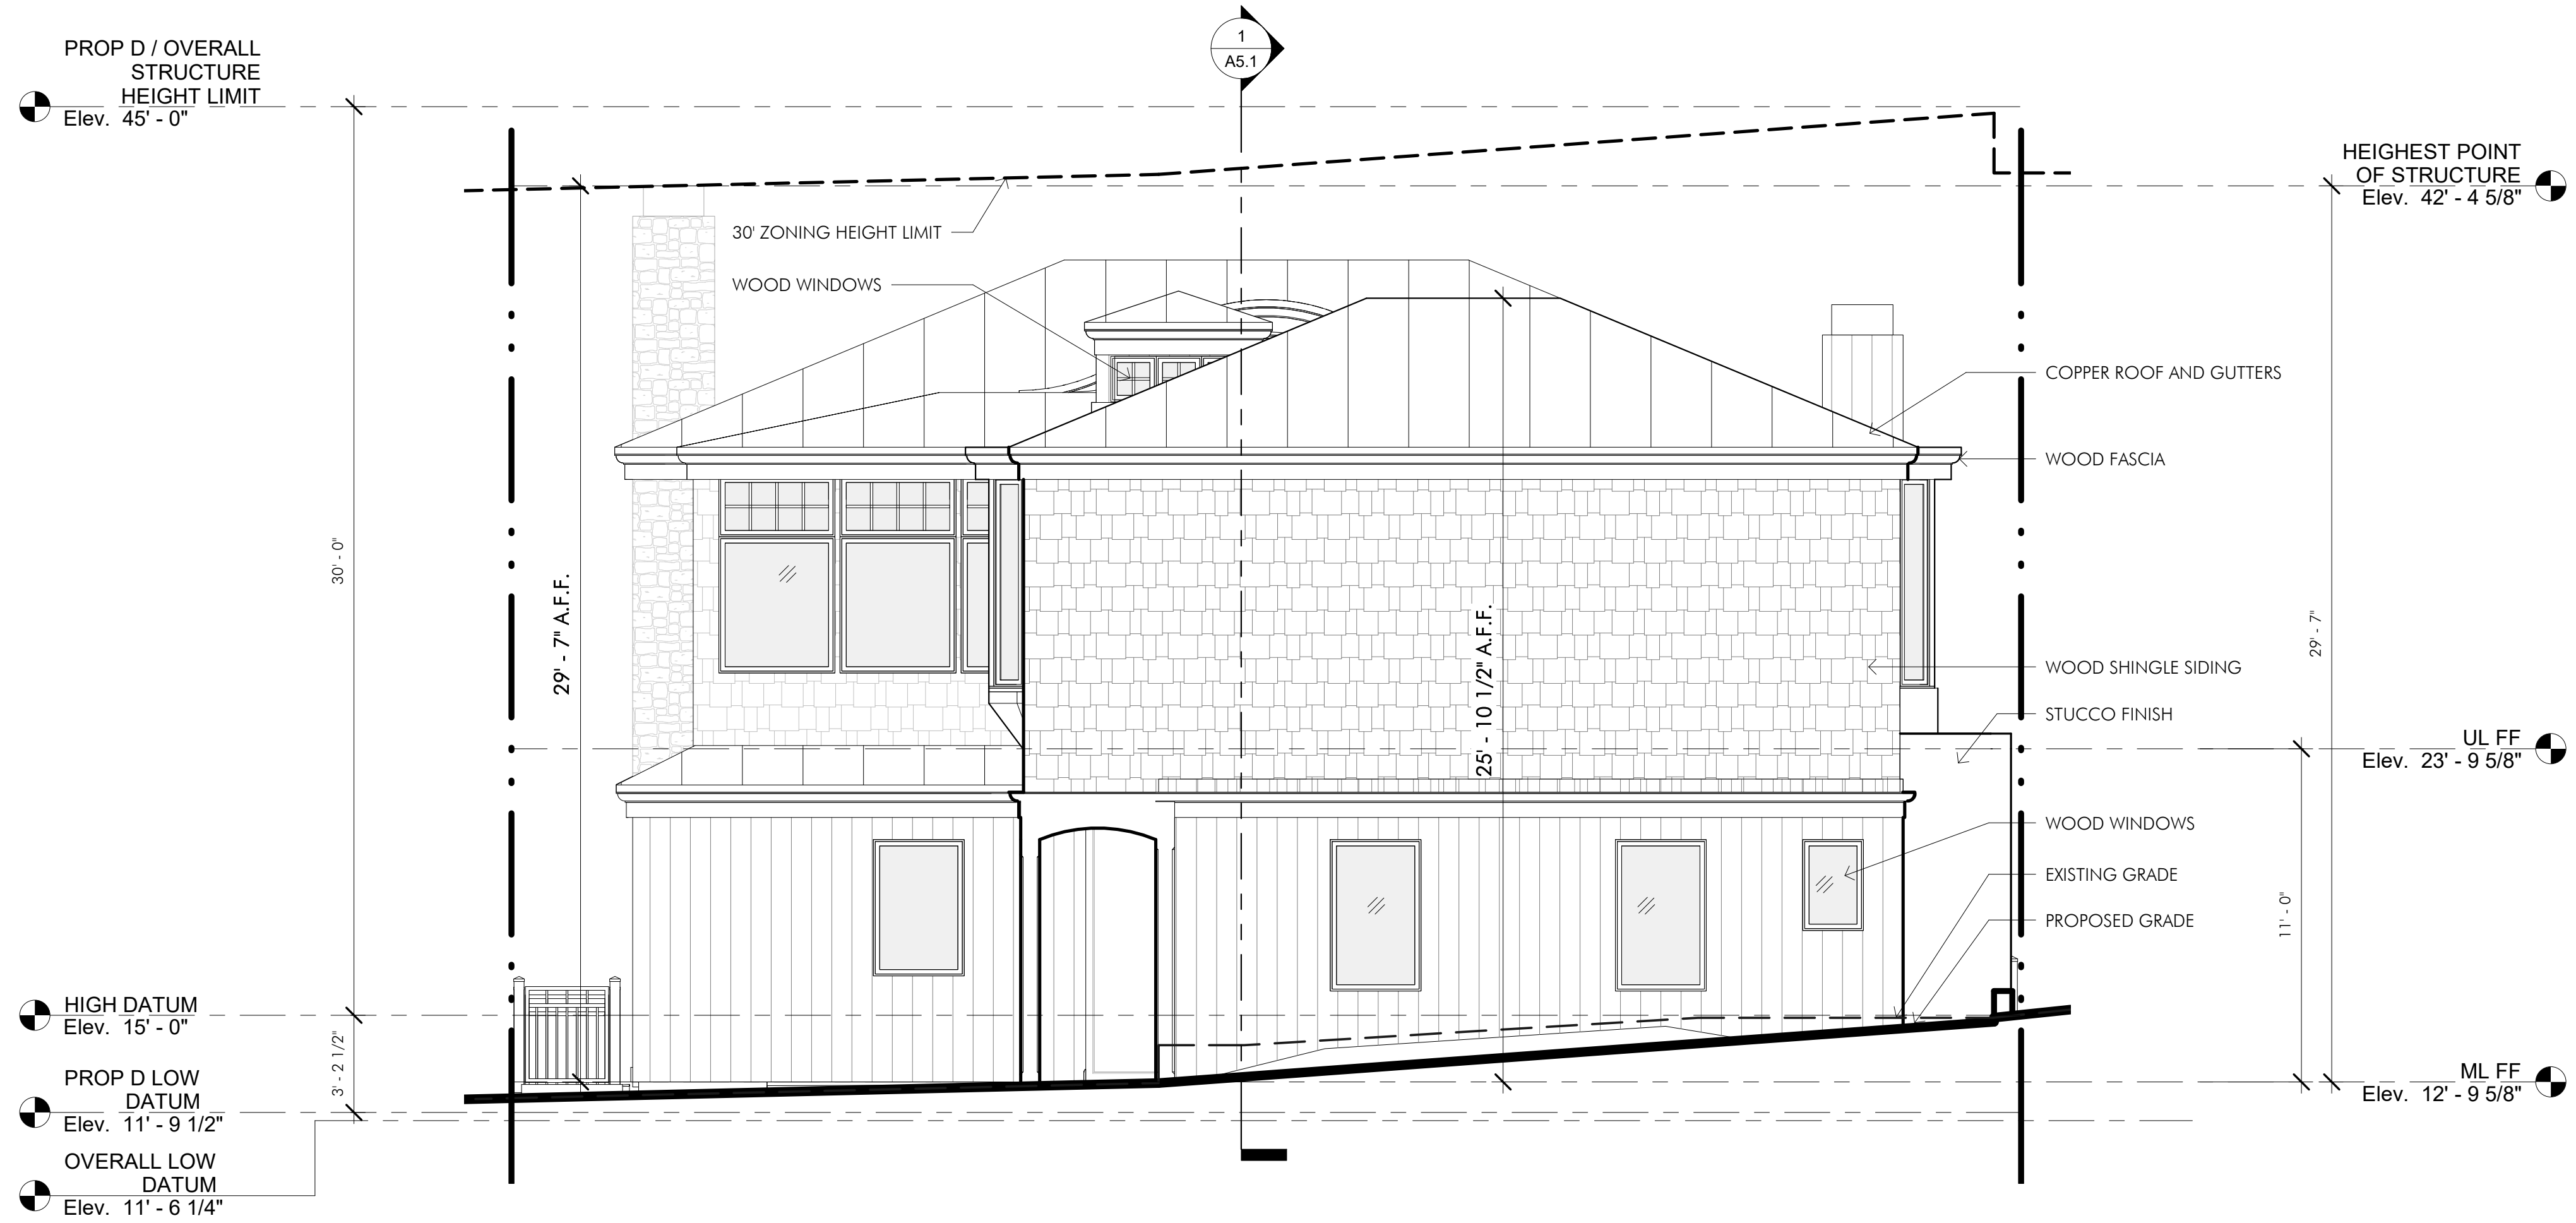 1
A5.1
PROP D / OVERALL
STRUCTURE
HEIGHT LIMIT
Elev. 45' - 0"
HEIGHEST POINT
OF STRUCTURE
Elev. 42' - 4 5/8"
30' ZONING HEIGHT LIMIT
WOOD WINDOWS
COPPER ROOF AND GUTTERS
WOOD FASCIA
30' - 0"
29' - 7" A.F.F.
25' - 10 1/2" A.F.F.
29' - 7"
WOOD SHINGLE SIDING
STUCCO FINISH
UL FF
Elev. 23' - 9 5/8"
WOOD WINDOWS
EXISTING GRADE
PROPOSED GRADE
11' - 0"
HIGH DATUM
Elev. 15' - 0"
3' - 2 1/2"
PROP D LOW
DATUM
Elev. 11' - 9 1/2"
ML FF
Elev. 12' - 9 5/8"
OVERALL LOW
DATUM
Elev. 11' - 6 1/4"